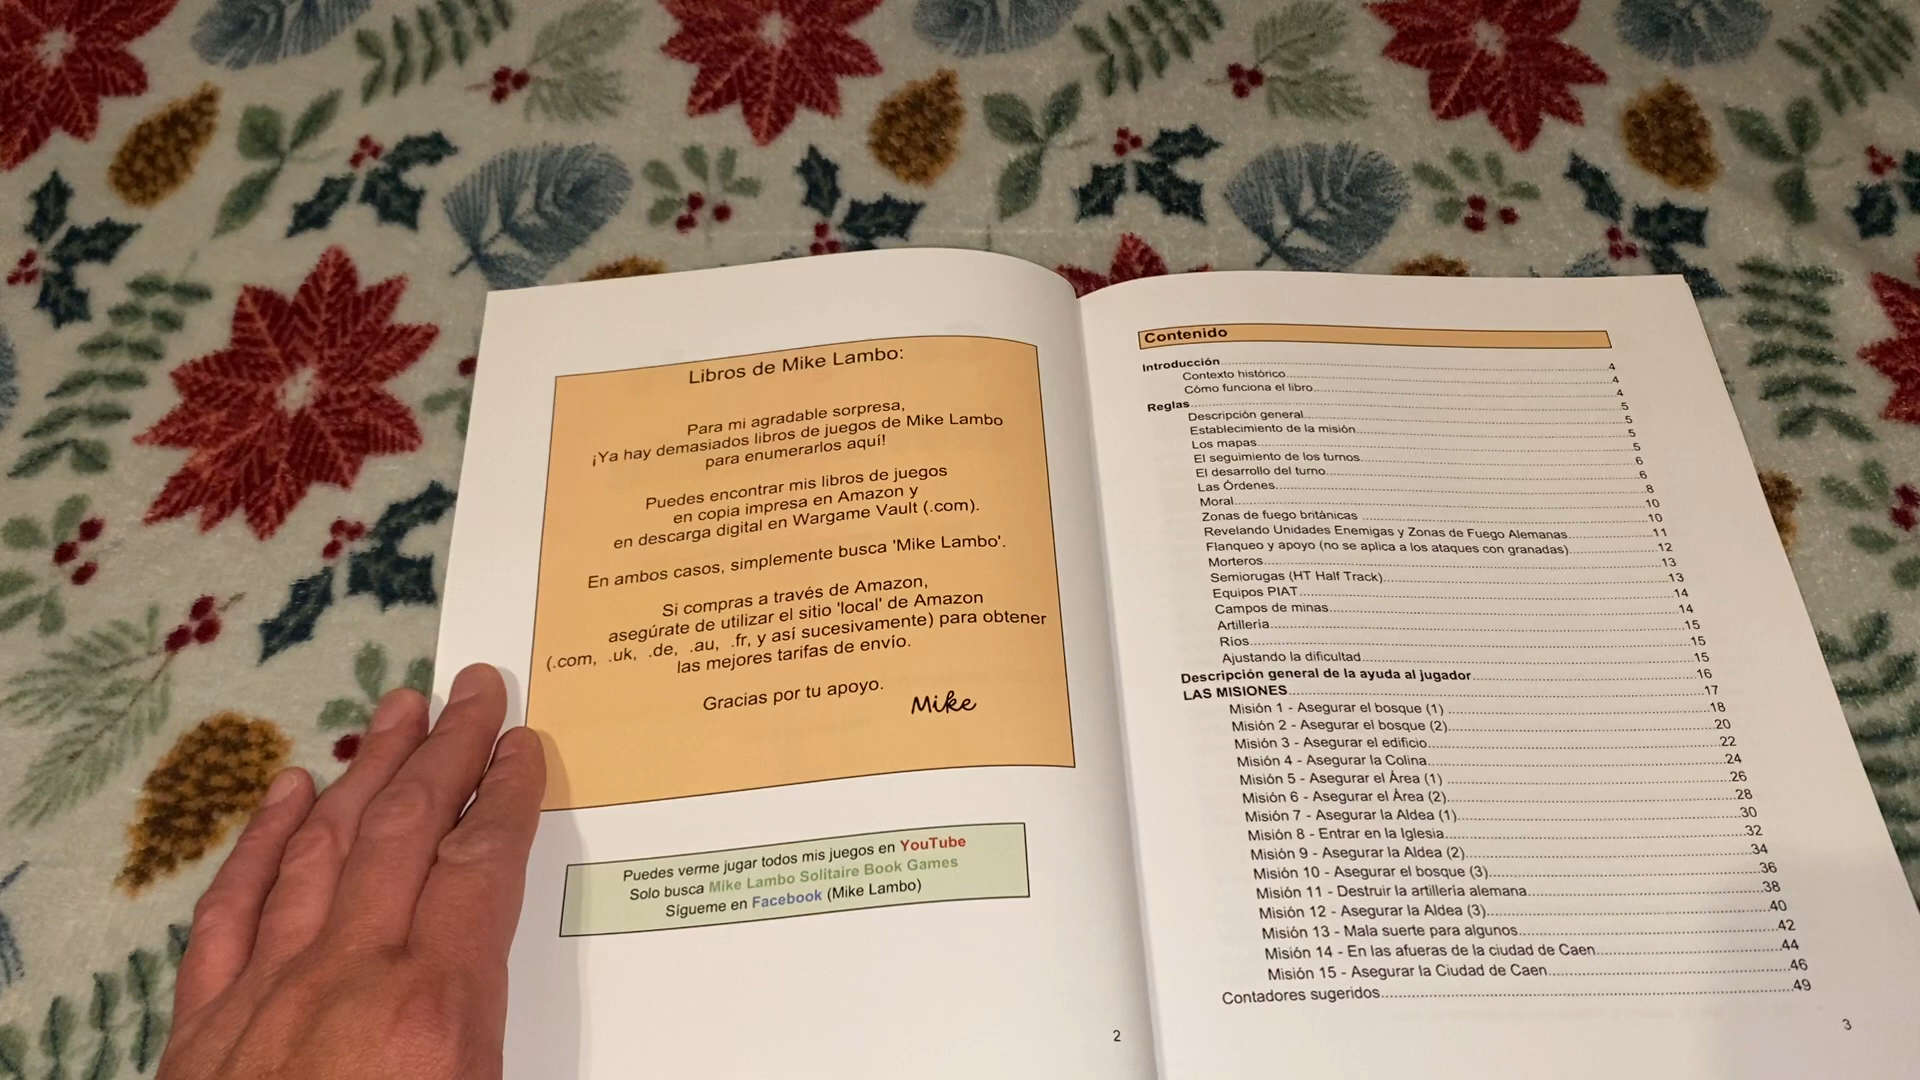 Libros de Mike Lambo:
Para mi agradable sorpresa,
¡Ya hay demasiados libros de juegos de Mike Lambo
para enumerarlos aquí!
Puedes encontrar mis libros de juegos
en copia impresa en Amazon y
en descarga digital en Wargame Vault (.com).
En ambos casos, simplemente busca 'Mike Lambo'.
Si compras a través de Amazon,
asegúrate de utilizar el sitio 'local' de Amazon
(.com, .uk, .de, .au, .fr, y así sucesivamente) para obtener
las mejores tarifas de envío.
Gracias por tu apoyo.
Mike
Puedes verme jugar todos mis juegos en YouTube
Solo busca Mike Lambo Solitaire Book Games
Sígueme en Facebook (Mike Lambo)
2
Contenido
Introducción 4
Contexto histórico 4
Cómo funciona el libro 4
Reglas 5
Descripción general 5
Establecimiento de la misión 5
Los mapas 5
El seguimiento de los turnos 6
El desarrollo del turno 6
Las Órdenes 8
Moral 10
Zonas de fuego británicas 10
Revelando Unidades Enemigas y Zonas de Fuego Alemanas 11
Flanqueo y apoyo (no se aplica a los ataques con granadas) 12
Morteros 13
Semiorugas (HT Half Track) 13
Equipos PIAT 14
Campos de minas 14
Artillería 15
Ríos 15
Ajustando la dificultad 15
Descripción general de la ayuda al jugador 16
LAS MISIONES 17
Misión 1 - Asegurar el bosque (1) 18
Misión 2 - Asegurar el bosque (2) 20
Misión 3 - Asegurar el edificio 22
Misión 4 - Asegurar la Colina 24
Misión 5 - Asegurar el Área (1) 26
Misión 6 - Asegurar el Área (2) 28
Misión 7 - Asegurar la Aldea (1) 30
Misión 8 - Entrar en la Iglesia 32
Misión 9 - Asegurar la Aldea (2) 34
Misión 10 - Asegurar el bosque (3) 36
Misión 11 - Destruir la artillería alemana 38
Misión 12 - Asegurar la Aldea (3) 40
Misión 13 - Mala suerte para algunos 42
Misión 14 - En las afueras de la ciudad de Caen 44
Misión 15 - Asegurar la Ciudad de Caen 46
Contadores sugeridos 49
3